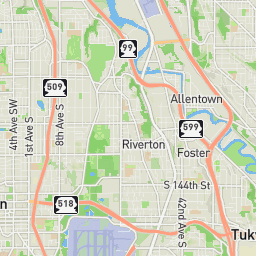 99
509
Allentown
599
4th Ave SW
1st Ave S
8th Ave S
Riverton
Foster
S 144th St
518
n
42nd Ave S
Tukw